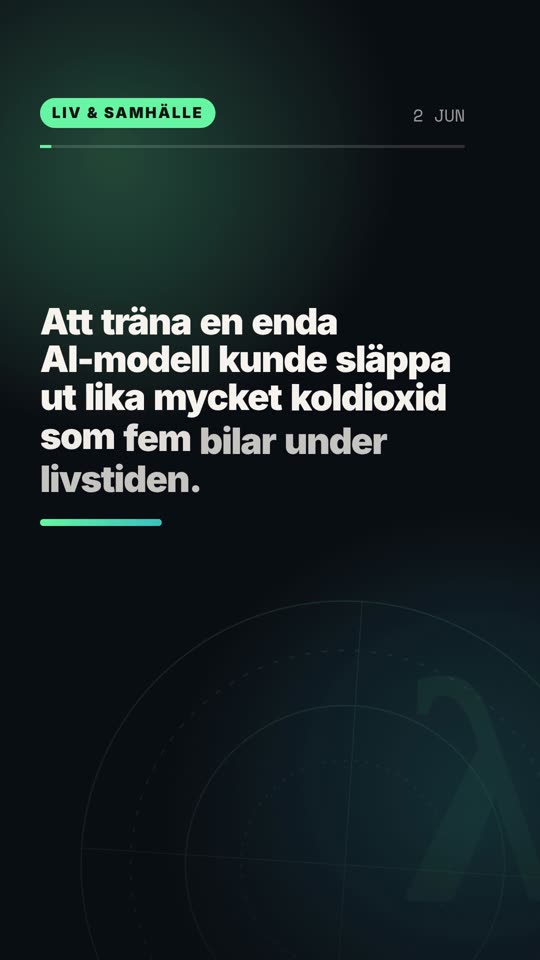 LIV & SAMHÄLLE
2 JUN
Att träna en enda
AI-modell kunde släppa
ut lika mycket koldioxid
som fem bilar under
livstiden.
λ